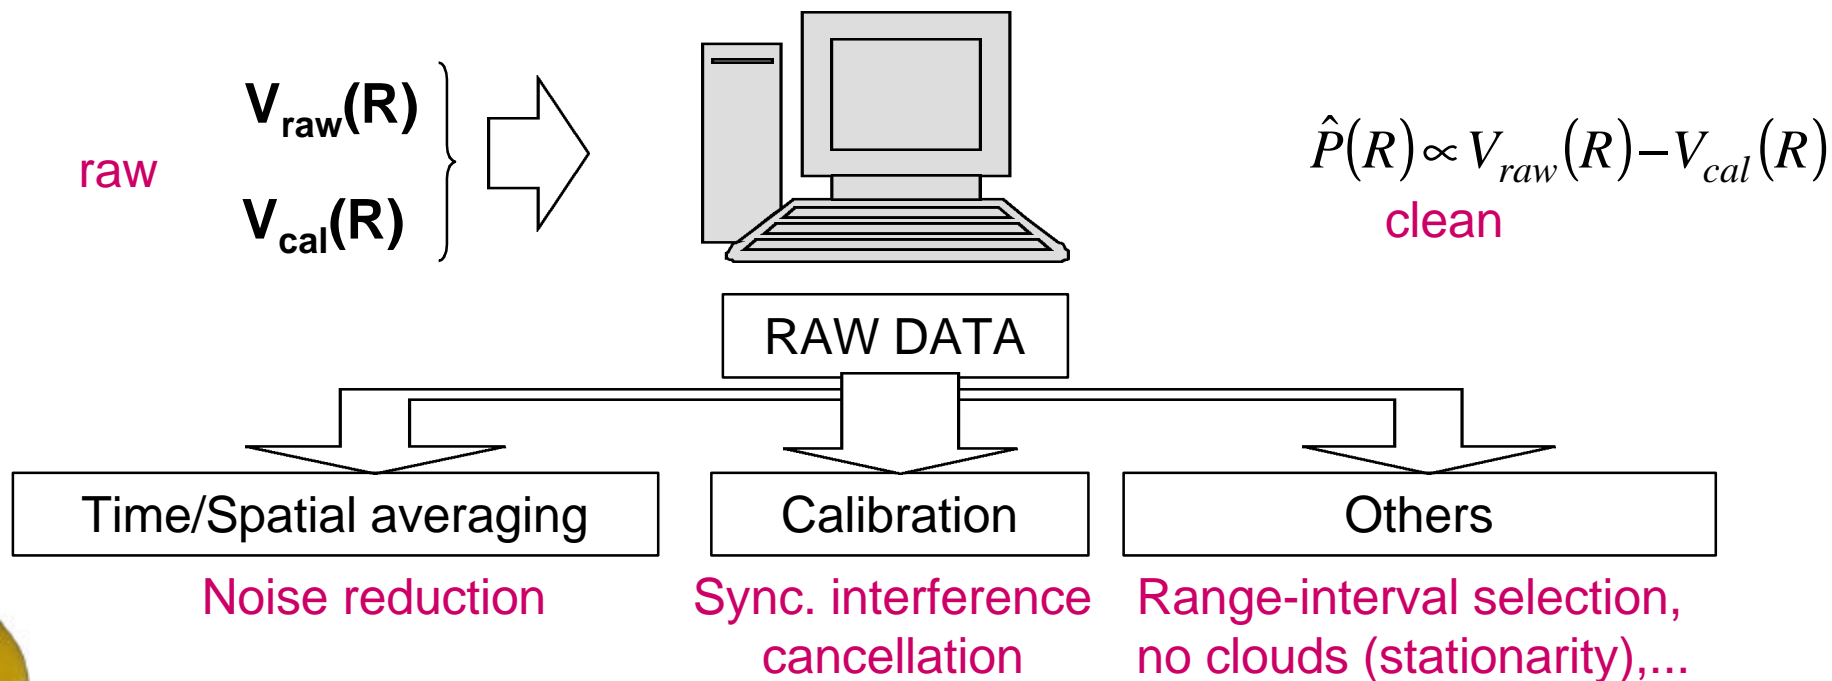 V_raw(R)
raw
V_cal(R)
P̂(R) ∝ V_raw(R) − V_cal(R)
clean
RAW DATA
Time/Spatial averaging
Calibration
Others
Noise reduction
Sync. interference
cancellation
Range-interval selection,
no clouds (stationarity),...